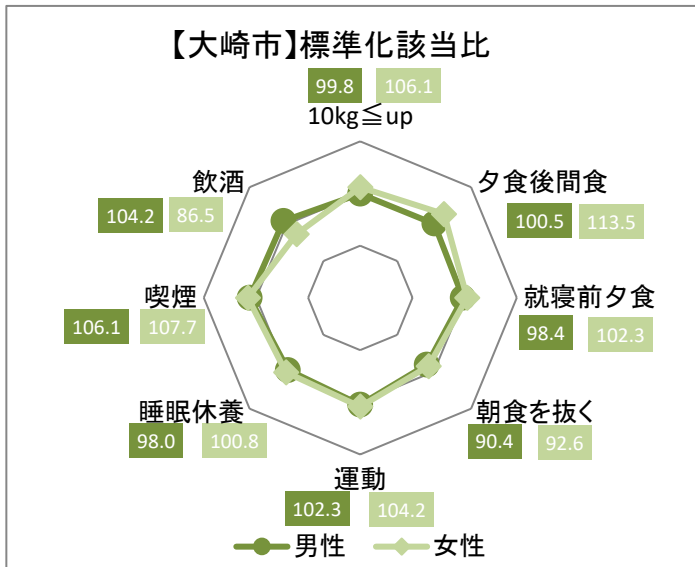 【大崎市】標準化該当比
99.8 106.1
10kg≦up
夕食後間食
100.5 113.5
就寝前夕食
98.4 102.3
朝食を抜く
90.4 92.6
運動
102.3 104.2
睡眠休養
98.0 100.8
喫煙
106.1 107.7
飲酒
104.2 86.5
男性 女性